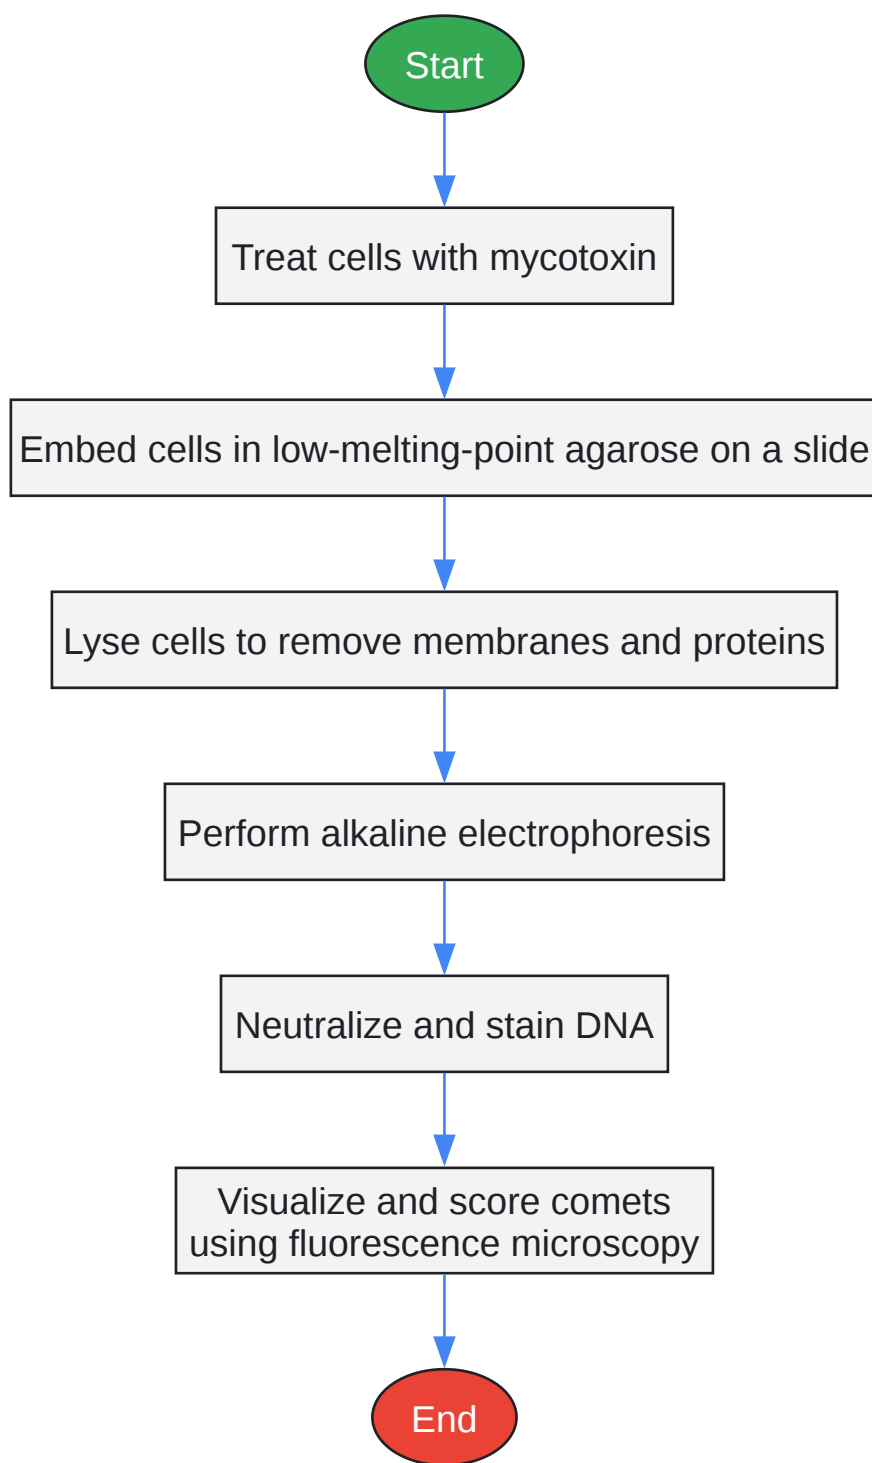 Start
Treat cells with mycotoxin
Embed cells in low-melting-point agarose on a slide
Lyse cells to remove membranes and proteins
Perform alkaline electrophoresis
Neutralize and stain DNA
Visualize and score comets
using fluorescence microscopy
End